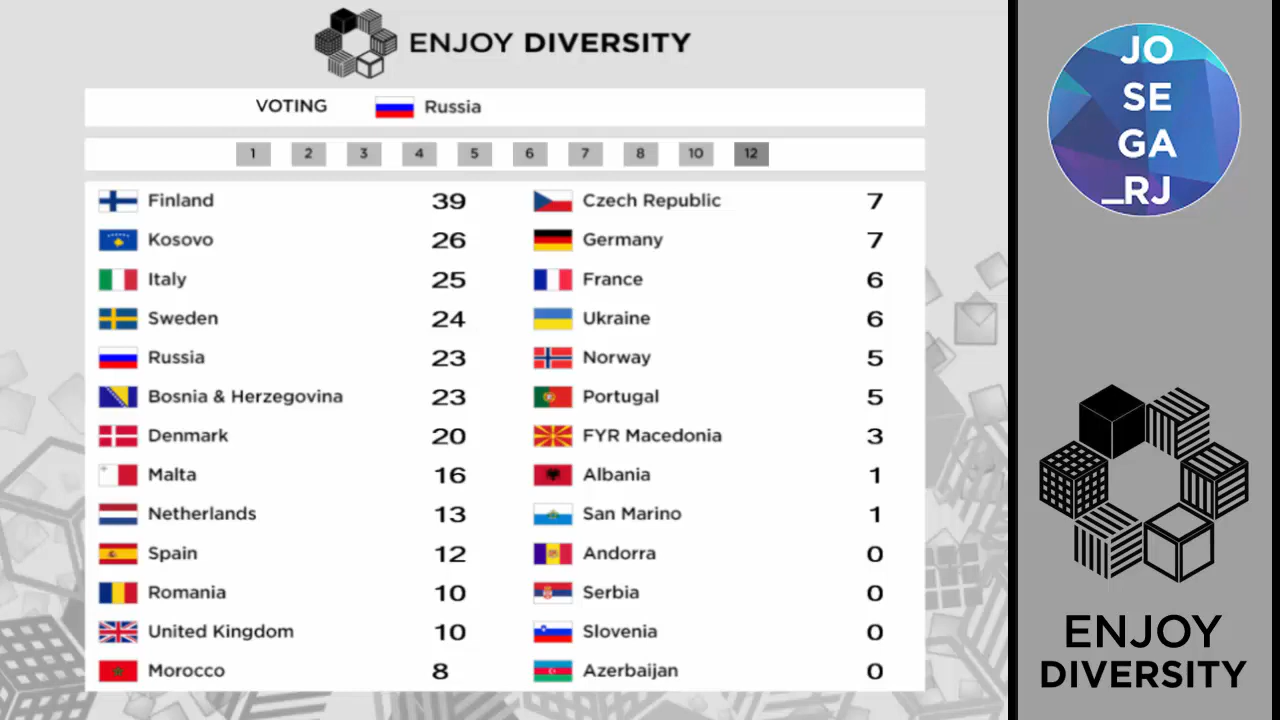 ENJOY DIVERSITY
VOTING Russia
1 2 3 4 5 6 7 8 10 12
Finland 39
Kosovo 26
Italy 25
Sweden 24
Russia 23
Bosnia & Herzegovina 23
Denmark 20
Malta 16
Netherlands 13
Spain 12
Romania 10
United Kingdom 10
Morocco 8
Czech Republic 7
Germany 7
France 6
Ukraine 6
Norway 5
Portugal 5
FYR Macedonia 3
Albania 1
San Marino 1
Andorra 0
Serbia 0
Slovenia 0
Azerbaijan 0
JO
SE
GA
_RJ
ENJOY
DIVERSITY